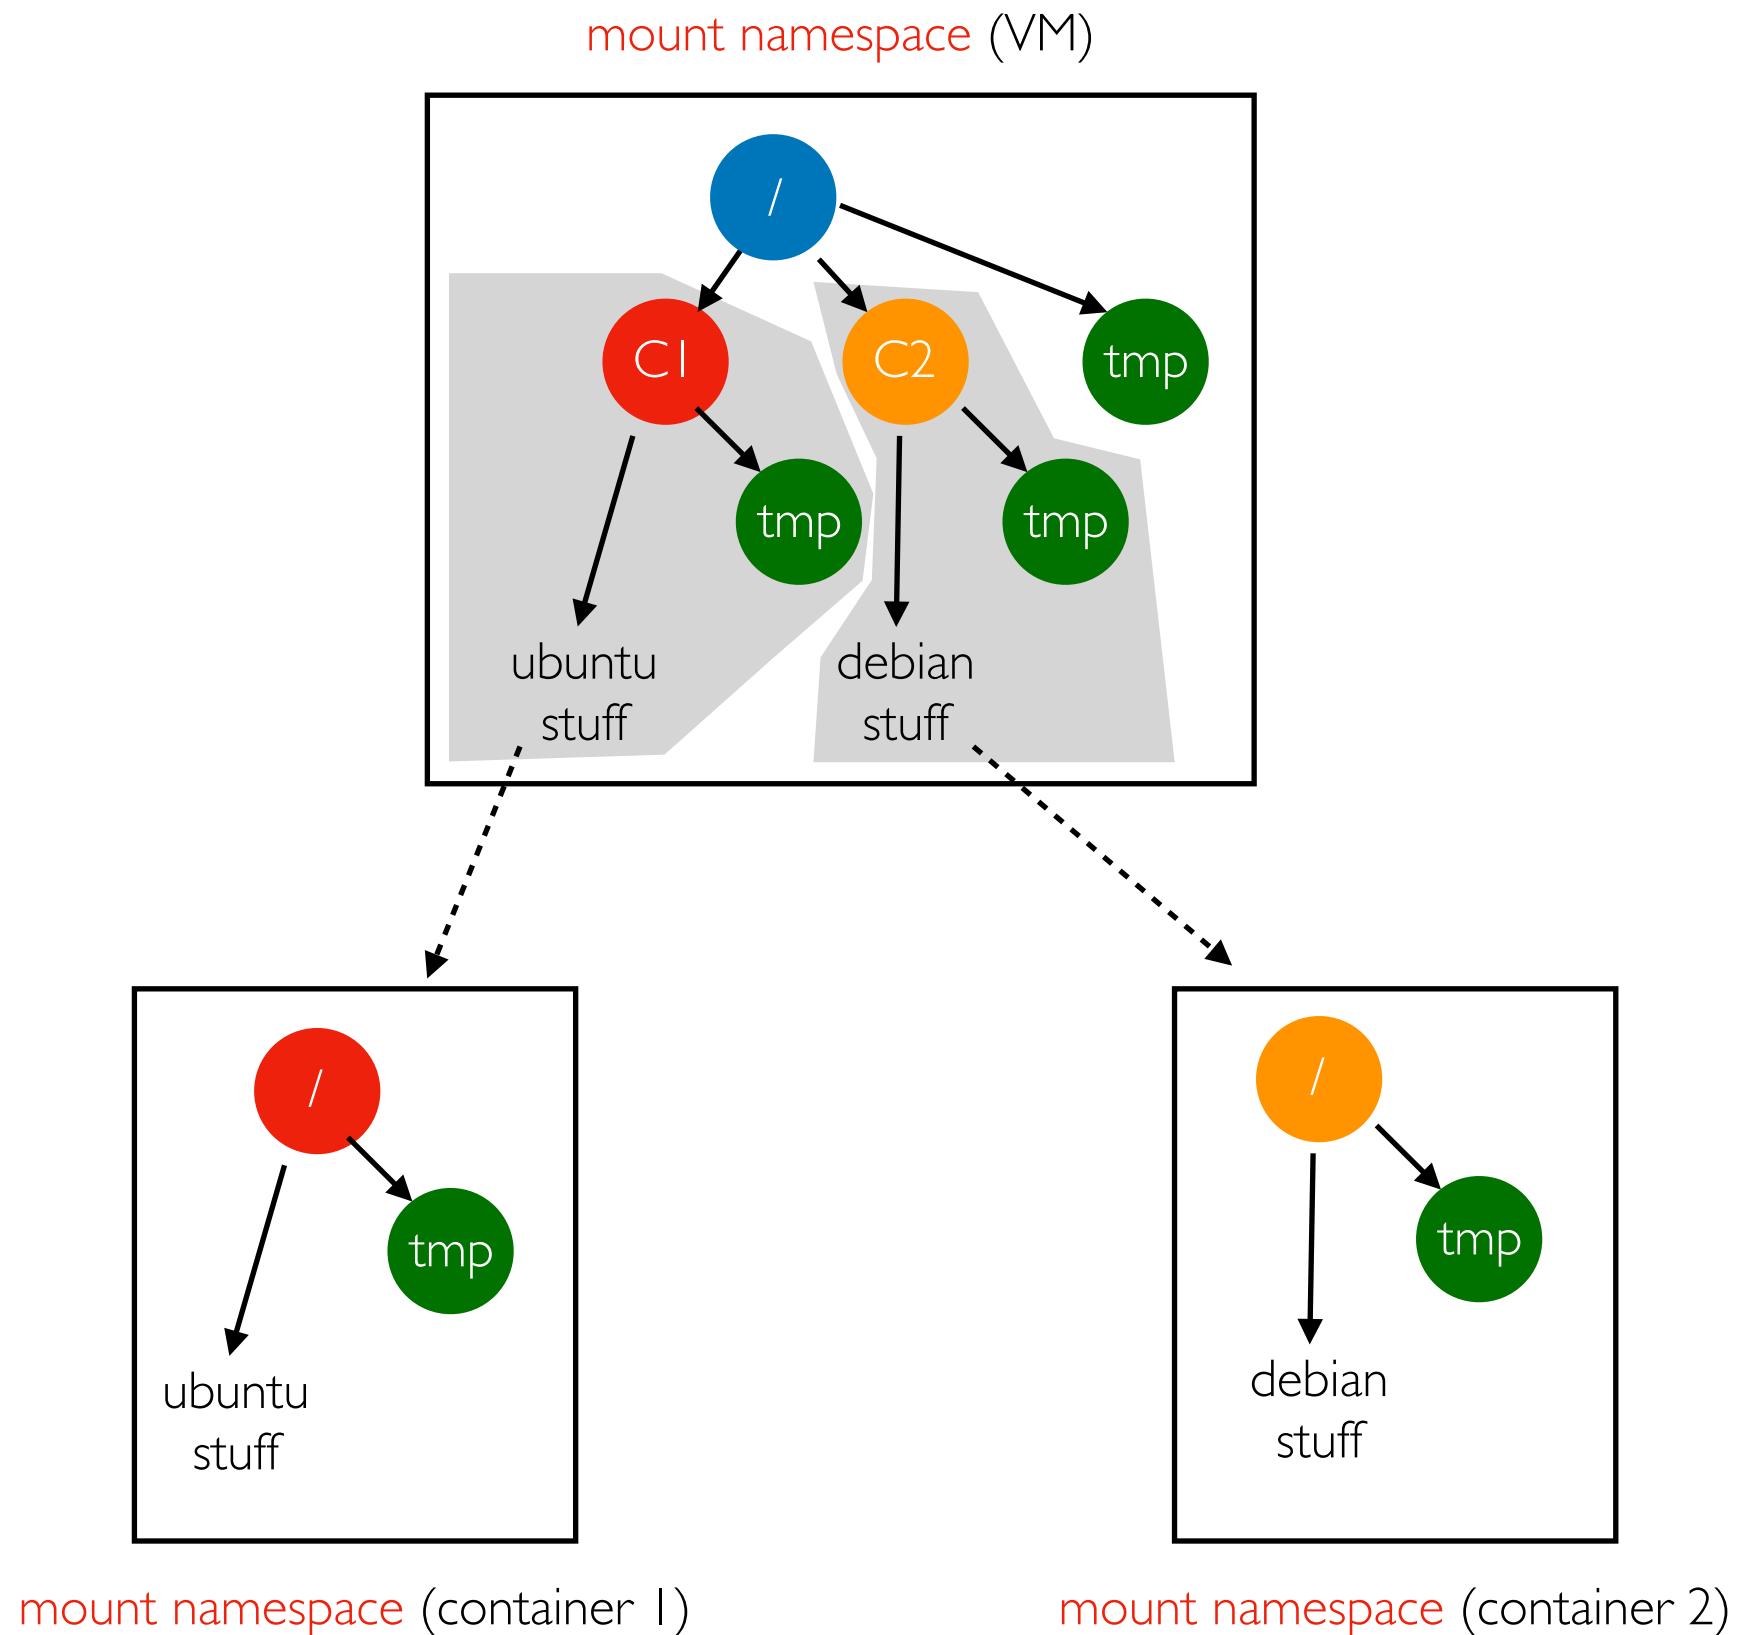 mount namespace (VM)
/
C1
C2
tmp
tmp
tmp
ubuntu
stuff
debian
stuff
/
tmp
ubuntu
stuff
mount namespace (container 1)
/
tmp
debian
stuff
mount namespace (container 2)